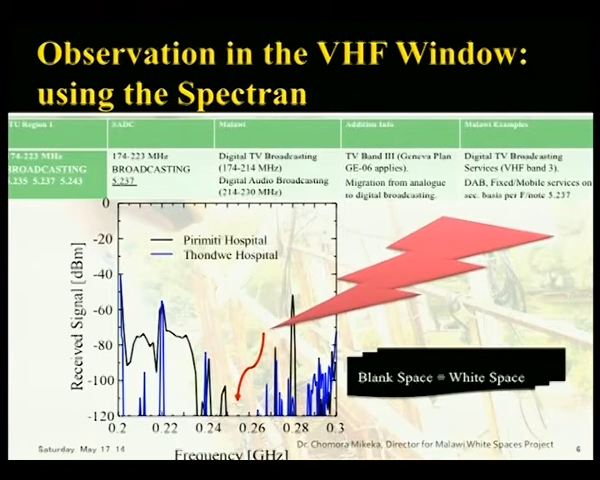 Observation in the VHF Window:
using the Spectran
TU Region 1
SADC
Malawi
Addition Info
Malawi Examples
174-223 MHz
BROADCASTING
5.235 5.237 5.243
174-223 MHz
BROADCASTING
5.237
Digital TV Broadcasting
(174-214 MHz)
Digital Audio Broadcasting
(214-230 MHz)
TV Band III (Geneva Plan
GE-06 applies).
Migration from analogue
to digital broadcasting.
Digital TV Broadcasting
Services (VHF band 3).
DAB, Fixed/Mobile services on
sec. basis per F/note 5.237
0
-20
-40
-60
-80
-100
-120
Received Signal [dBm]
Pirimiti Hospital
Thondwe Hospital
0.2 0.22 0.24 0.26 0.28 0.3
Frequency [GHz]
Blank Space = White Space
Saturday, May 17, 14
Dr. Chomora Mikeka, Director for Malawi White Spaces Project
6